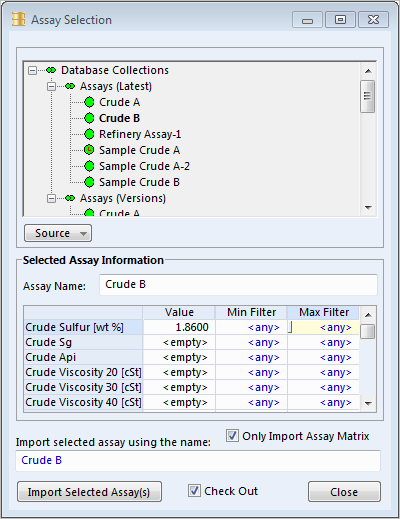 Assay Selection
Database Collections
Assays (Latest)
Crude A
Crude B
Refinery Assay-1
Sample Crude A
Sample Crude A-2
Sample Crude B
Assays (Versions)
Crude A
Source
Selected Assay Information
Assay Name: Crude B
Value Min Filter Max Filter
Crude Sulfur [wt %] 1.8600 <any> <any>
Crude Sg <empty> <any> <any>
Crude Api <empty> <any> <any>
Crude Viscosity 20 [cSt] <empty> <any> <any>
Crude Viscosity 30 [cSt] <empty> <any> <any>
Crude Viscosity 40 [cSt] <empty> <any> <any>
Import selected assay using the name: Only Import Assay Matrix
Crude B
Import Selected Assay(s) Check Out Close